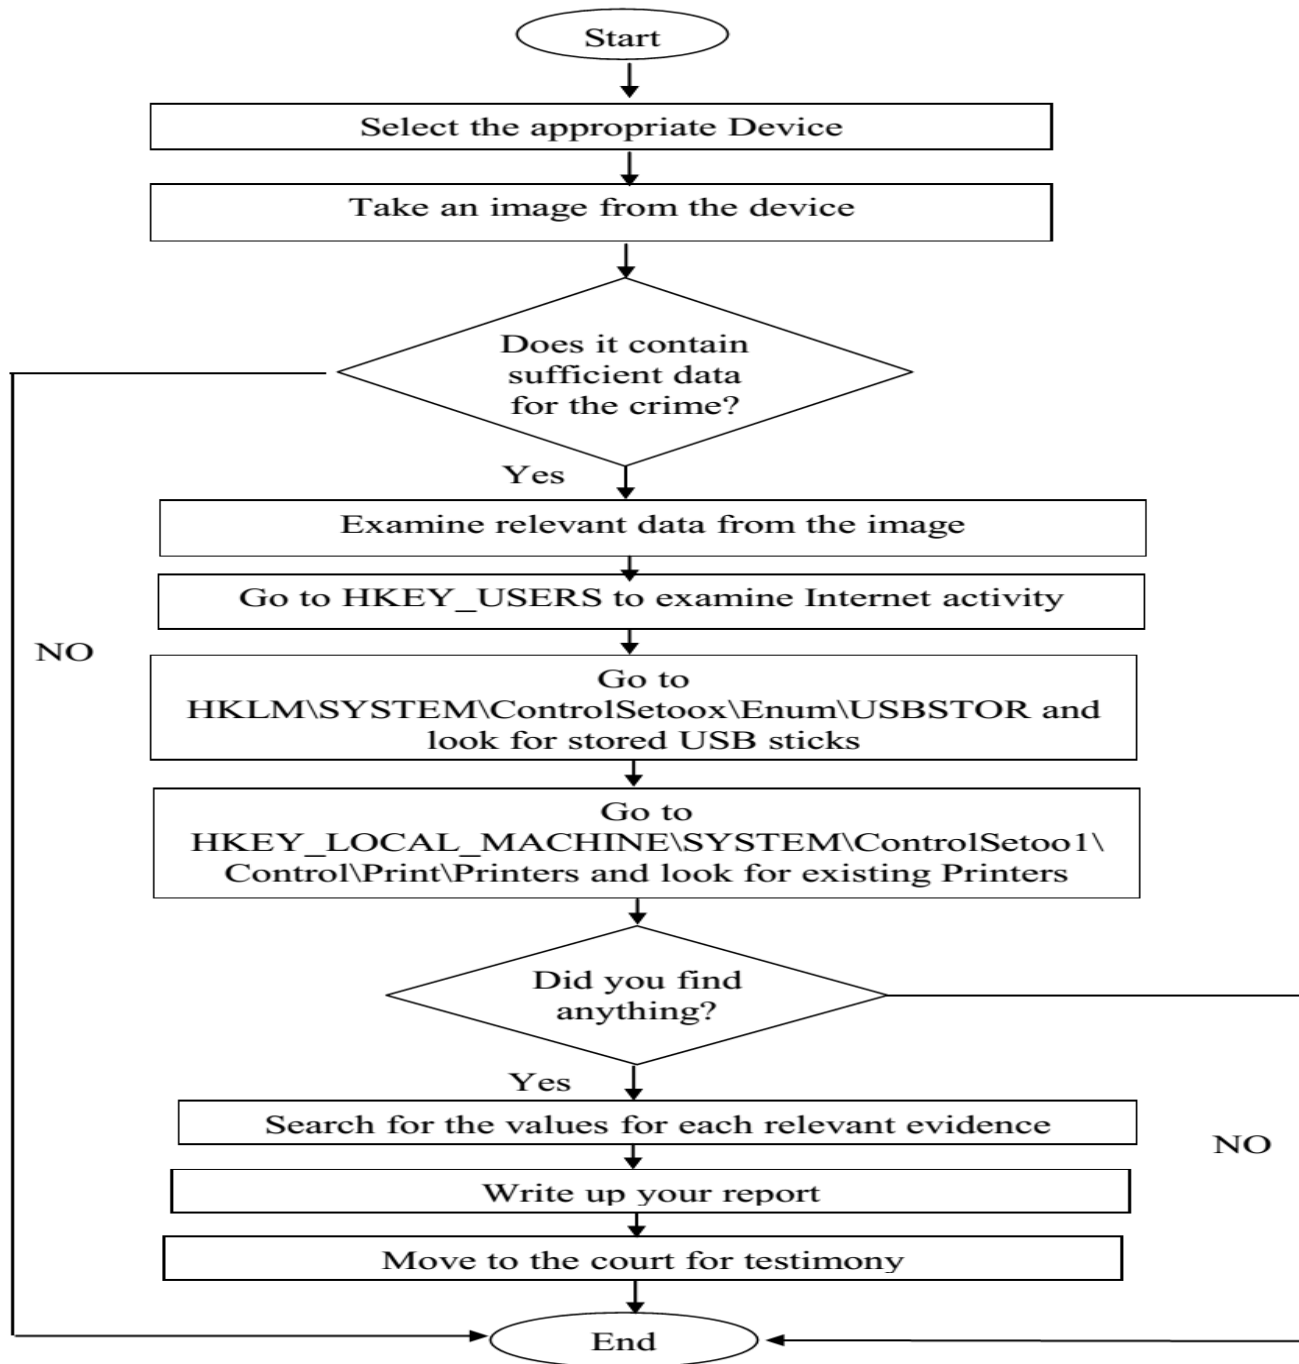 Start
Select the appropriate Device
Take an image from the device
Does it contain
sufficient data
for the crime?
Yes
Examine relevant data from the image
Go to HKEY_USERS to examine Internet activity
NO
Go to
HKLM\SYSTEM\ControlSetoox\Enum\USBSTOR and
look for stored USB sticks
Go to
HKEY_LOCAL_MACHINE\SYSTEM\ControlSetoo1\
Control\Print\Printers and look for existing Printers
Did you find
anything?
Yes
Search for the values for each relevant evidence
NO
Write up your report
Move to the court for testimony
End